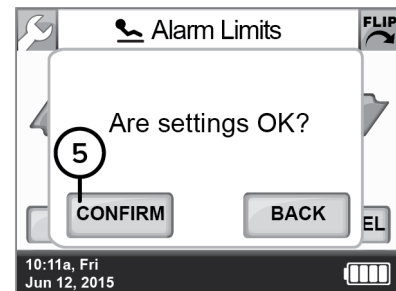 Alarm Limits
FLIP
Are settings OK?
5
CONFIRM
BACK
EL
10:11a, Fri
Jun 12, 2015